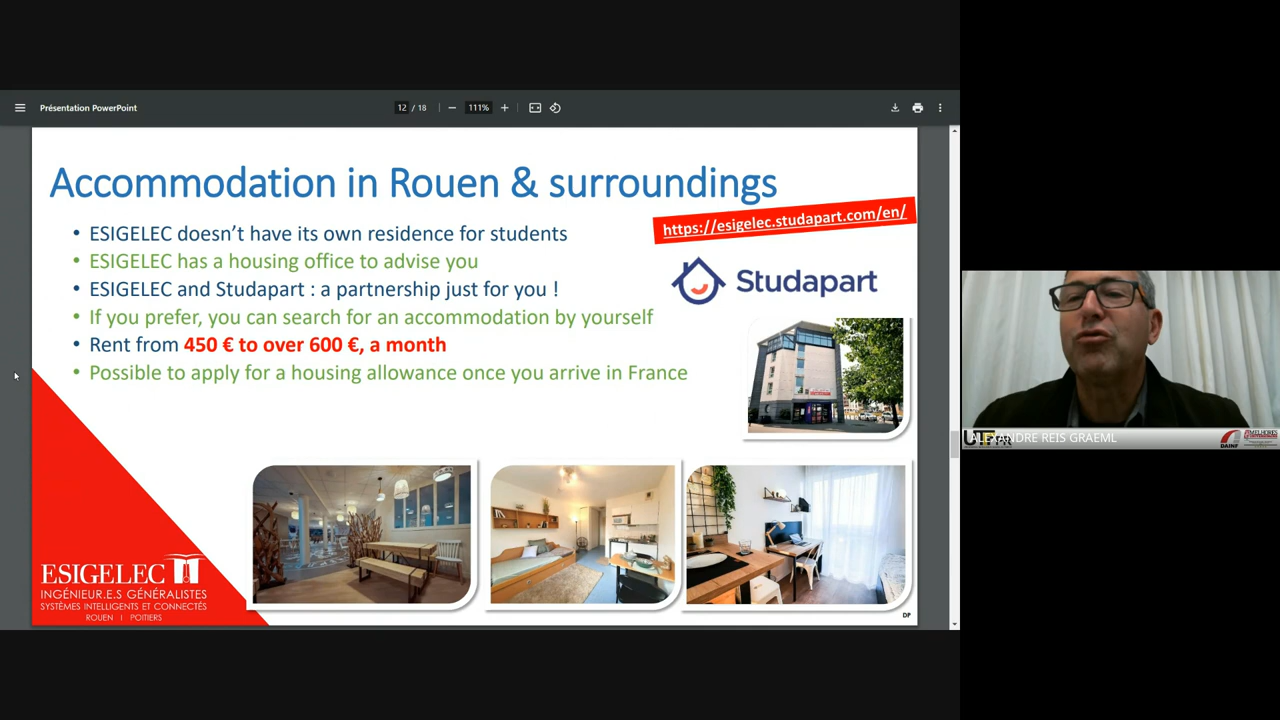 Présentation PowerPoint
12 / 18
111%
Accommodation in Rouen & surroundings
https://esigelec.studapart.com/en/
• ESIGELEC doesn't have its own residence for students
• ESIGELEC has a housing office to advise you
• ESIGELEC and Studapart : a partnership just for you !
• If you prefer, you can search for an accommodation by yourself
• Rent from 450 € to over 600 €, a month
• Possible to apply for a housing allowance once you arrive in France
Studapart
ESIGELEC
INGÉNIEUR.E.S GÉNÉRALISTES
SYSTÈMES INTELLIGENTS ET CONNECTÉS
ROUEN | POITIERS
DP
ALEXANDRE REIS GRAEML
DAINF